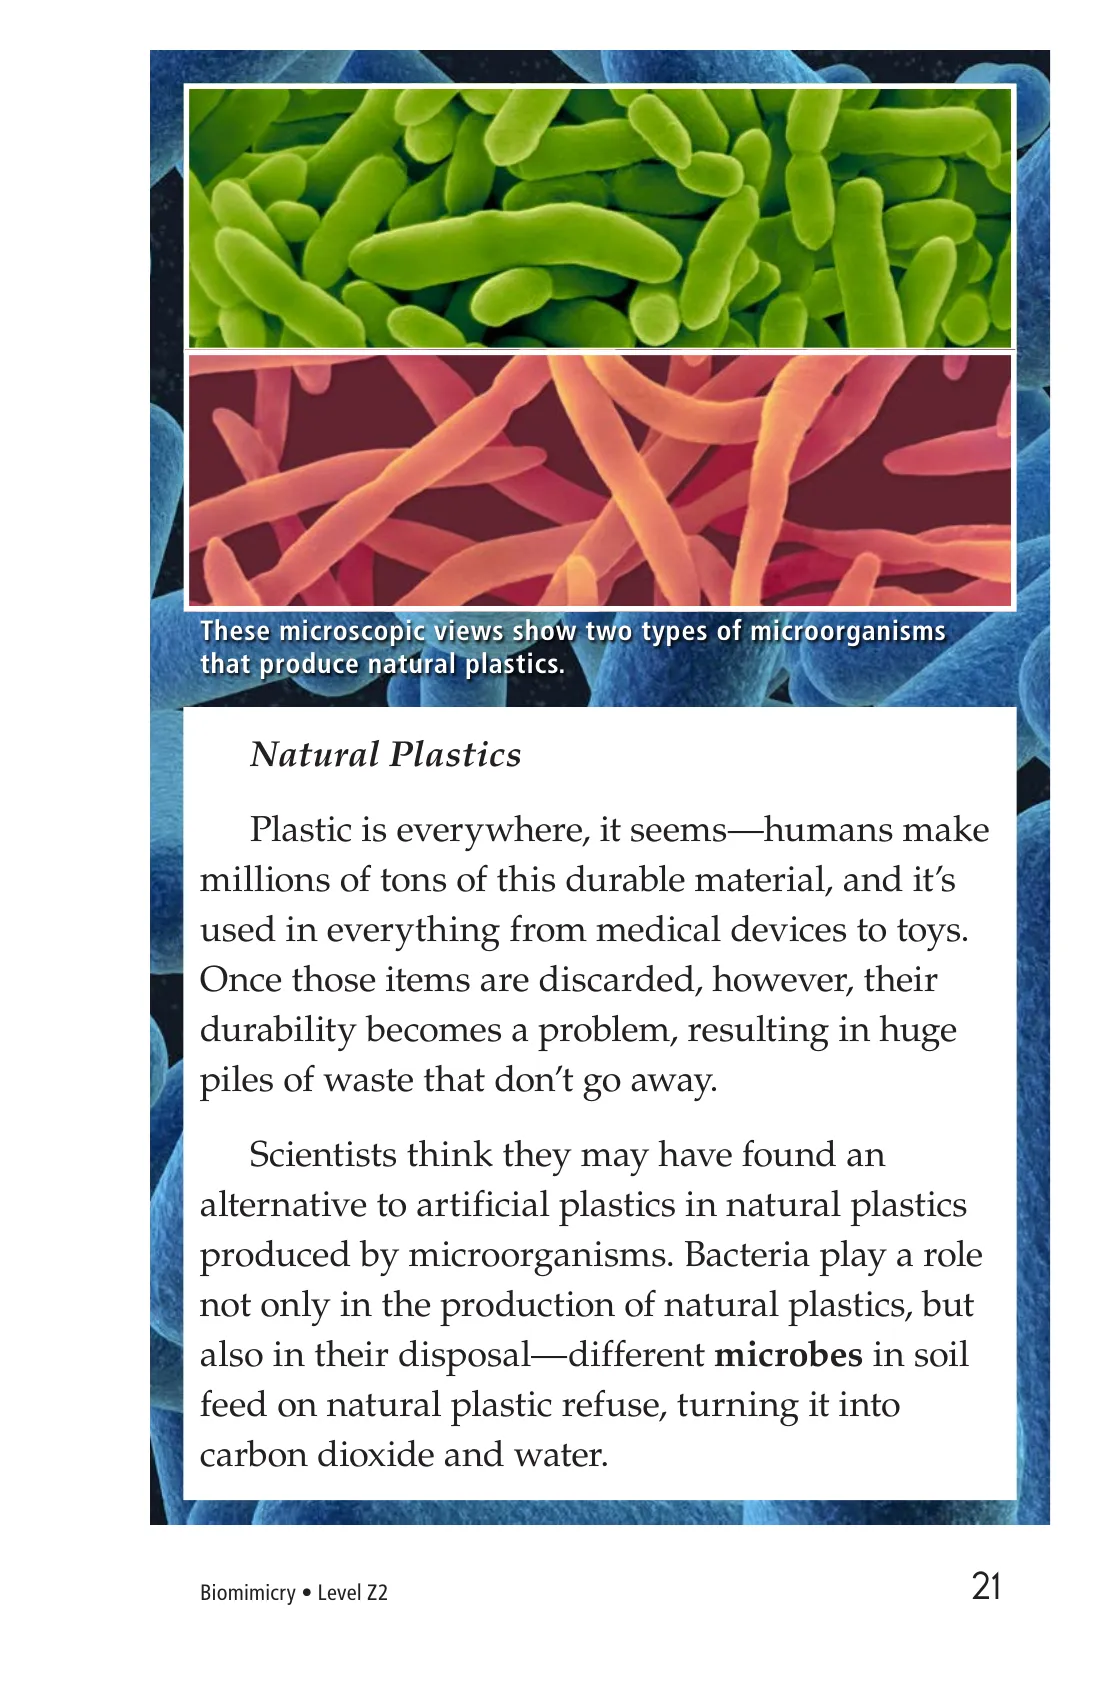 These microscopic views show two types of microorganisms
that produce natural plastics.
Natural Plastics
Plastic is everywhere, it seems—humans make
millions of tons of this durable material, and it’s
used in everything from medical devices to toys.
Once those items are discarded, however, their
durability becomes a problem, resulting in huge
piles of waste that don’t go away.
Scientists think they may have found an
alternative to artificial plastics in natural plastics
produced by microorganisms. Bacteria play a role
not only in the production of natural plastics, but
also in their disposal—different microbes in soil
feed on natural plastic refuse, turning it into
carbon dioxide and water.
Biomimicry • Level Z2
21